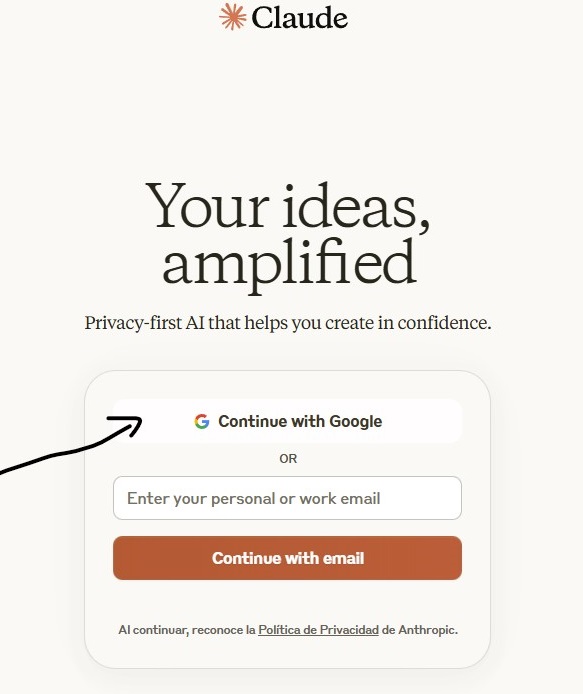 Claude
Your ideas,
amplified
Privacy-first AI that helps you create in confidence.
Continue with Google
OR
Enter your personal or work email
Continue with email
Al continuar, reconoce la Política de Privacidad de Anthropic.